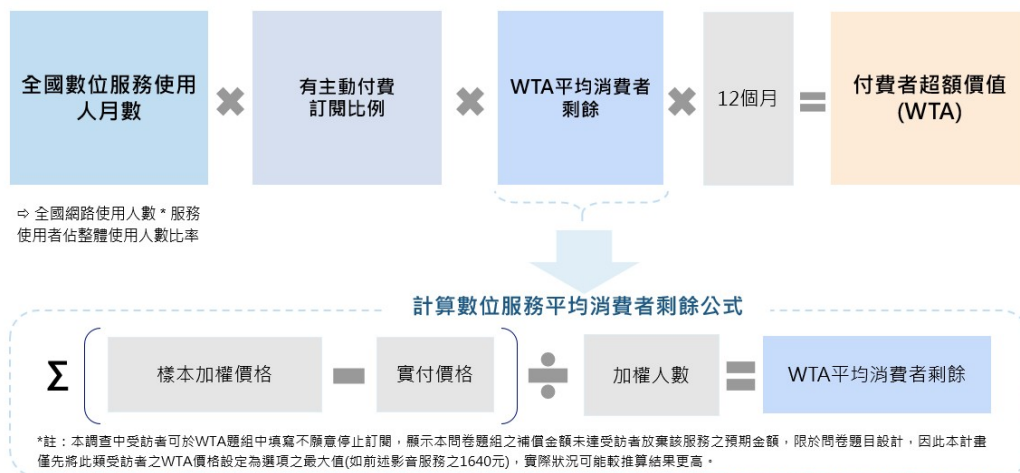 全國數位服務使用
人月數
×
有主動付費
訂閱比例
×
WTA平均消費者
剩餘
×
12個月
=
付費者超額價值
(WTA)
⇨ 全國網路使用人數 * 服務
使用者佔整體使用人數比率
計算數位服務平均消費者剩餘公式
Σ
樣本加權價格
－
實付價格
÷
加權人數
=
WTA平均消費者剩餘
*註：本調查中受訪者可於WTA題組中填寫不願意停止訂閱，顯示本問卷題組之補償金額未達受訪者放棄該服務之預期金額，限於問卷題目設計，因此本計畫
僅先將此類受訪者之WTA價格設定為選項之最大值(如前述影音服務之1640元)，實際狀況可能較推算結果更高。